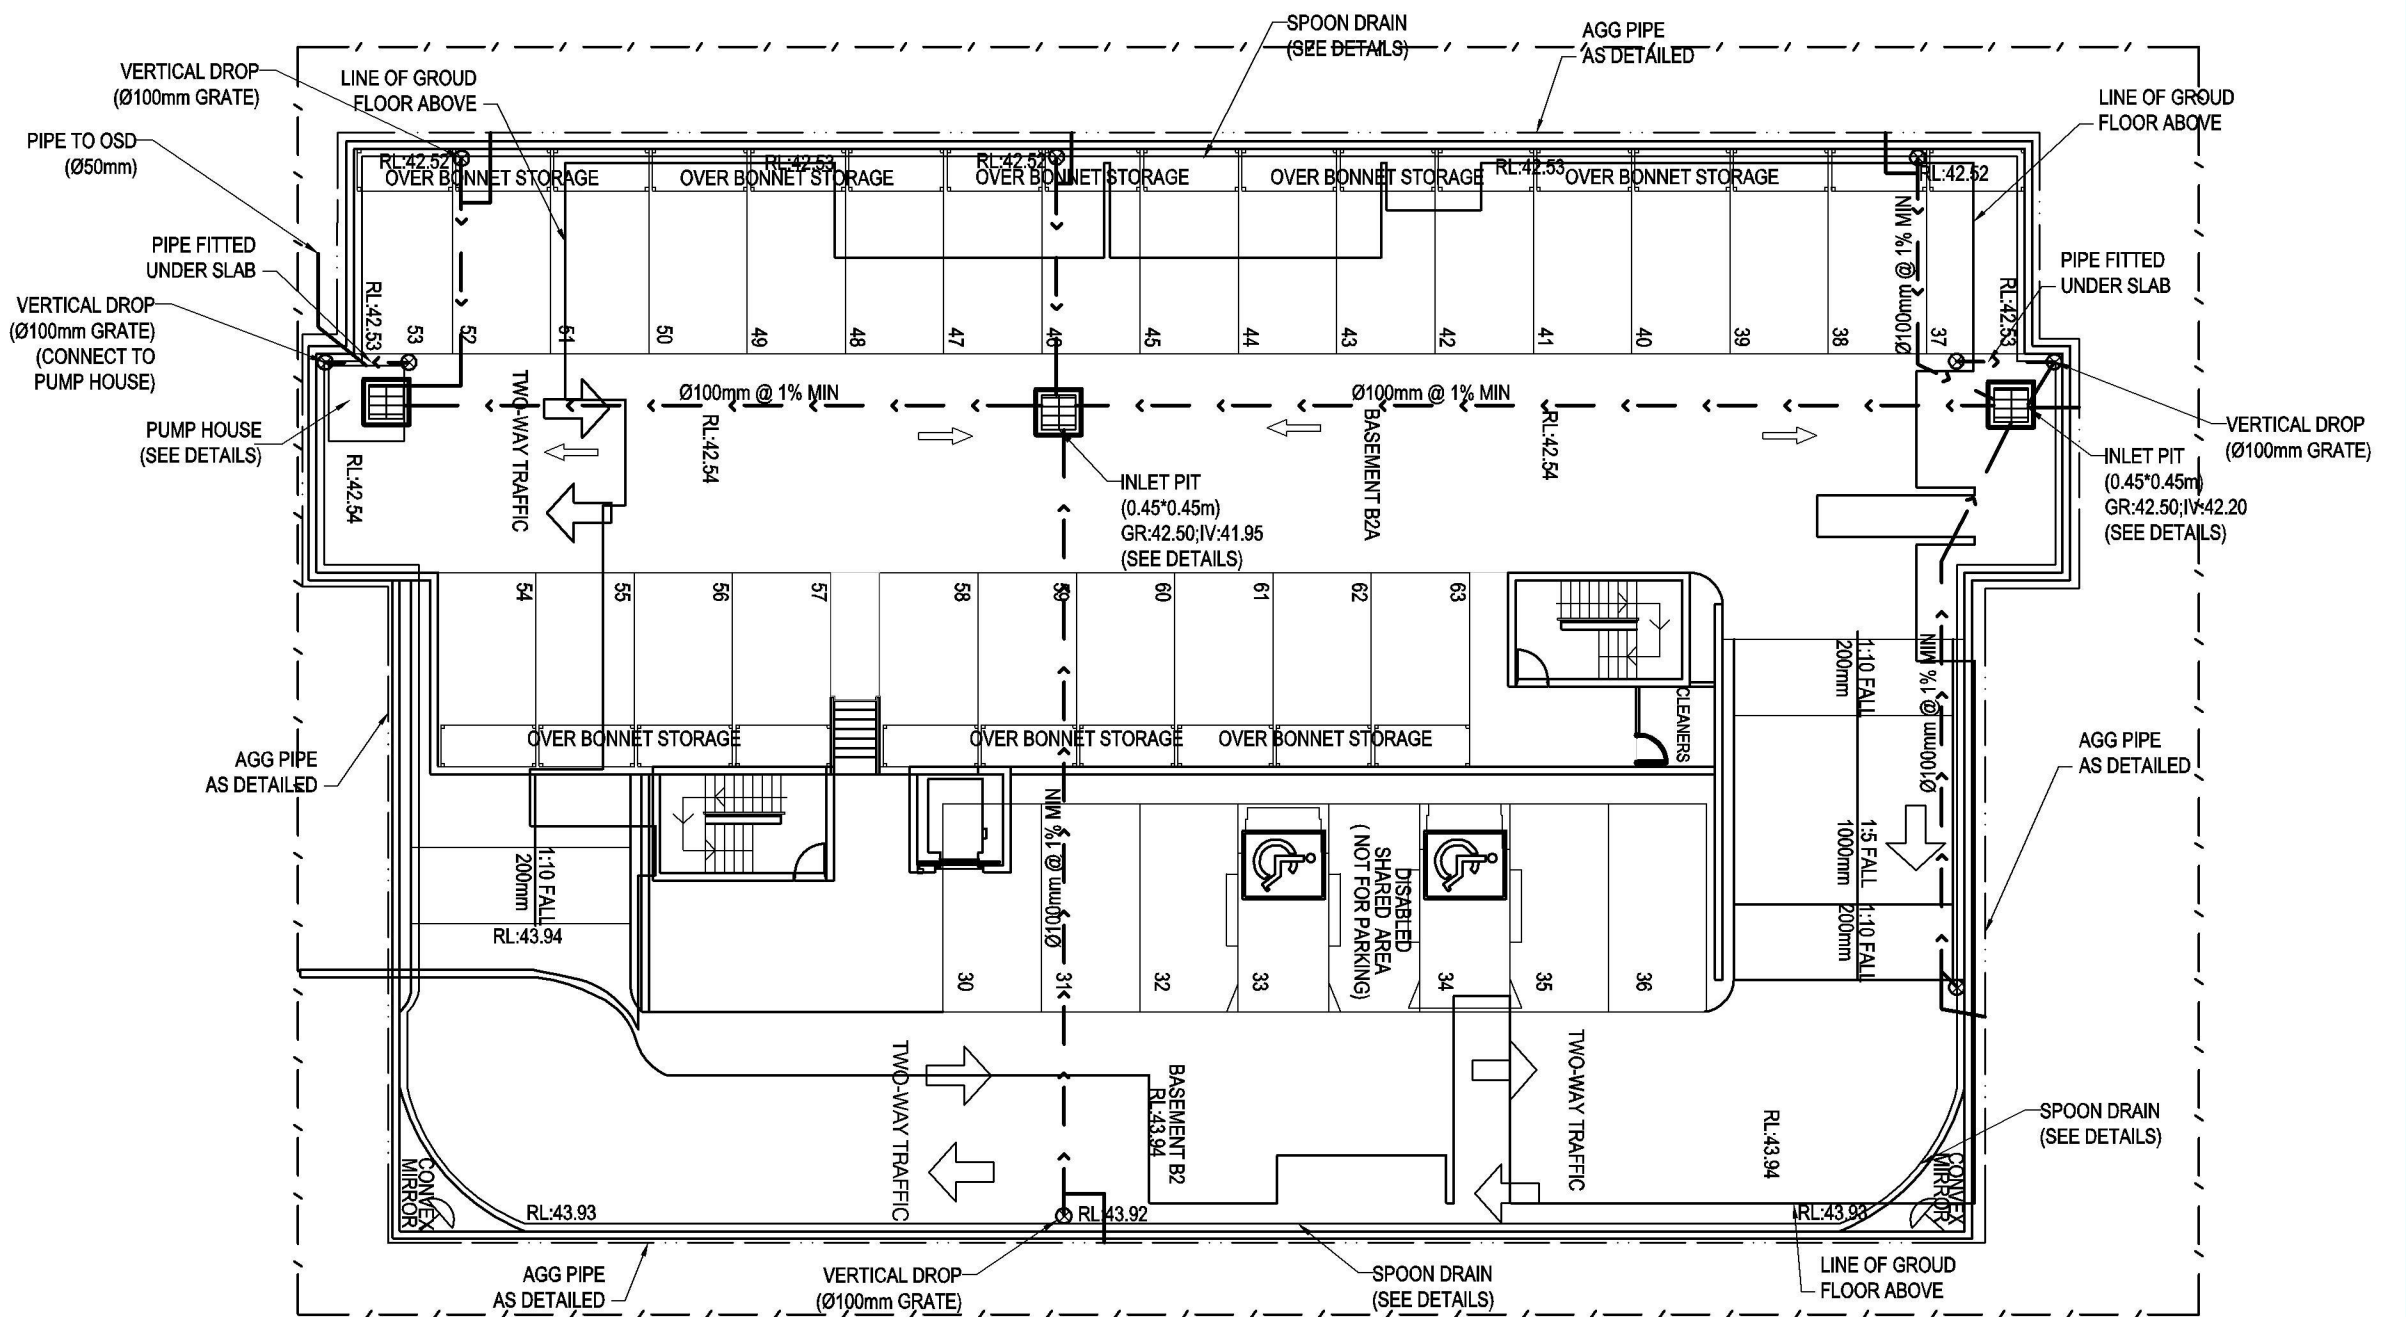 SPOON DRAIN
(SEE DETAILS)
AGG PIPE
AS DETAILED
VERTICAL DROP
(Ø100mm GRATE)
LINE OF GROUD
FLOOR ABOVE
LINE OF GROUD
FLOOR ABOVE
PIPE TO OSD
(Ø50mm)
RL:42.52
RL:42.53
RL:42.52
RL:42.53
RL:42.52
OVER BONNET STORAGE
OVER BONNET STORAGE
OVER BONNET STORAGE
OVER BONNET STORAGE
OVER BONNET STORAGE
PIPE FITTED
UNDER SLAB
Ø100mm @ 1% MIN
PIPE FITTED
UNDER SLAB
VERTICAL DROP
(Ø100mm GRATE)
(CONNECT TO
PUMP HOUSE)
RL:42.53
RL:42.53
53
52
51
50
49
48
47
46
45
44
43
42
41
40
39
38
37
PUMP HOUSE
(SEE DETAILS)
TWO-WAY TRAFFIC
Ø100mm @ 1% MIN
Ø100mm @ 1% MIN
RL:42.54
RL:42.54
BASEMENT B2A
RL:42.54
VERTICAL DROP
(Ø100mm GRATE)
INLET PIT
(0.45*0.45m)
GR:42.50;IV:41.95
(SEE DETAILS)
INLET PIT
(0.45*0.45m)
GR:42.50;IV:42.20
(SEE DETAILS)
54
55
56
57
58
59
60
61
62
63
1:10 FALL
200mm
Ø100mm @ 1% MIN
CLEANERS
OVER BONNET STORAGE
OVER BONNET STORAGE
OVER BONNET STORAGE
AGG PIPE
AS DETAILED
AGG PIPE
AS DETAILED
1:10 FALL
200mm
RL:43.94
Ø100mm @ 1% MIN
DISABLED
SHARED AREA
(NOT FOR PARKING)
1:5 FALL
1000mm
1:10 FALL
200mm
30
31
32
33
34
35
36
TWO-WAY TRAFFIC
BASEMENT B2
RL:43.94
TWO-WAY TRAFFIC
RL:43.94
SPOON DRAIN
(SEE DETAILS)
CONVEX
MIRROR
CONVEX
MIRROR
RL:43.93
RL:43.92
RL:43.93
AGG PIPE
AS DETAILED
VERTICAL DROP
(Ø100mm GRATE)
SPOON DRAIN
(SEE DETAILS)
LINE OF GROUD
FLOOR ABOVE